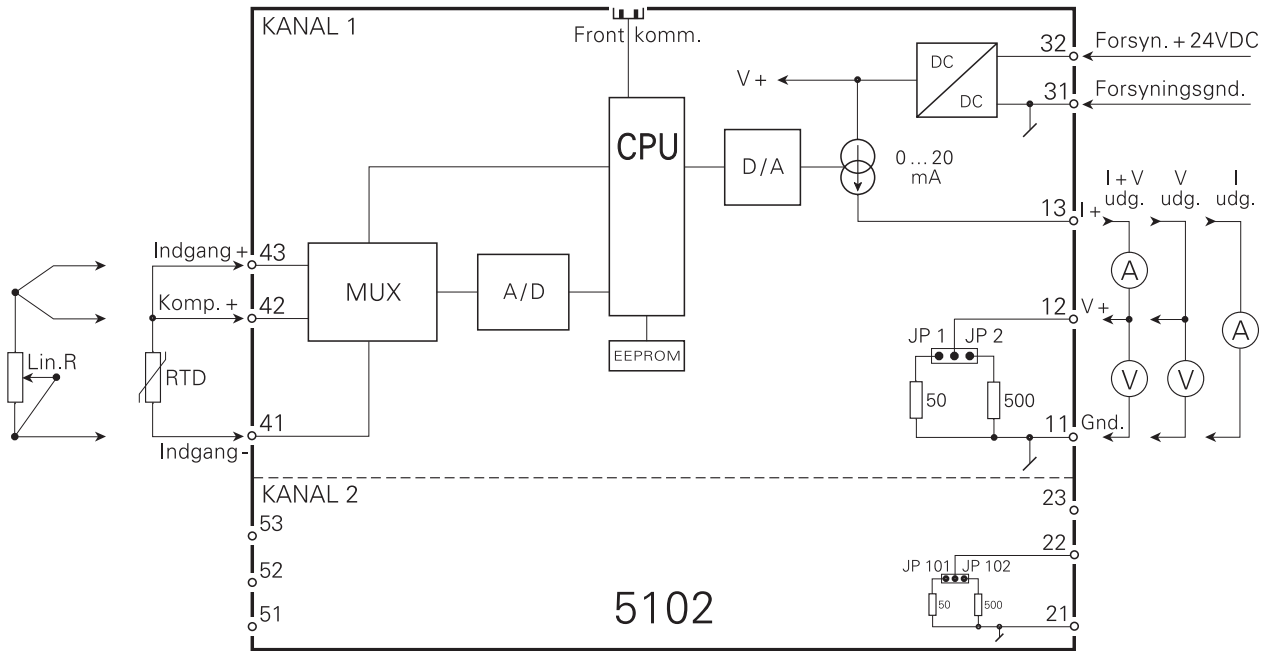 KANAL 1
Front komm.
32
Forsyn. + 24VDC
V +
DC
DC
31
Forsyningsgnd.
CPU
D/A
0 ... 20
mA
I + V
udg.
V
udg.
I
udg.
13
I +
Indgang +
43
MUX
A/D
A
Komp. +
42
12
V +
A
EEPROM
JP 1
JP 2
Lin.R
RTD
50
500
V
V
41
11
Gnd.
Indgang -
KANAL 2
23
53
22
52
JP 101
JP 102
51
5102
50
500
21